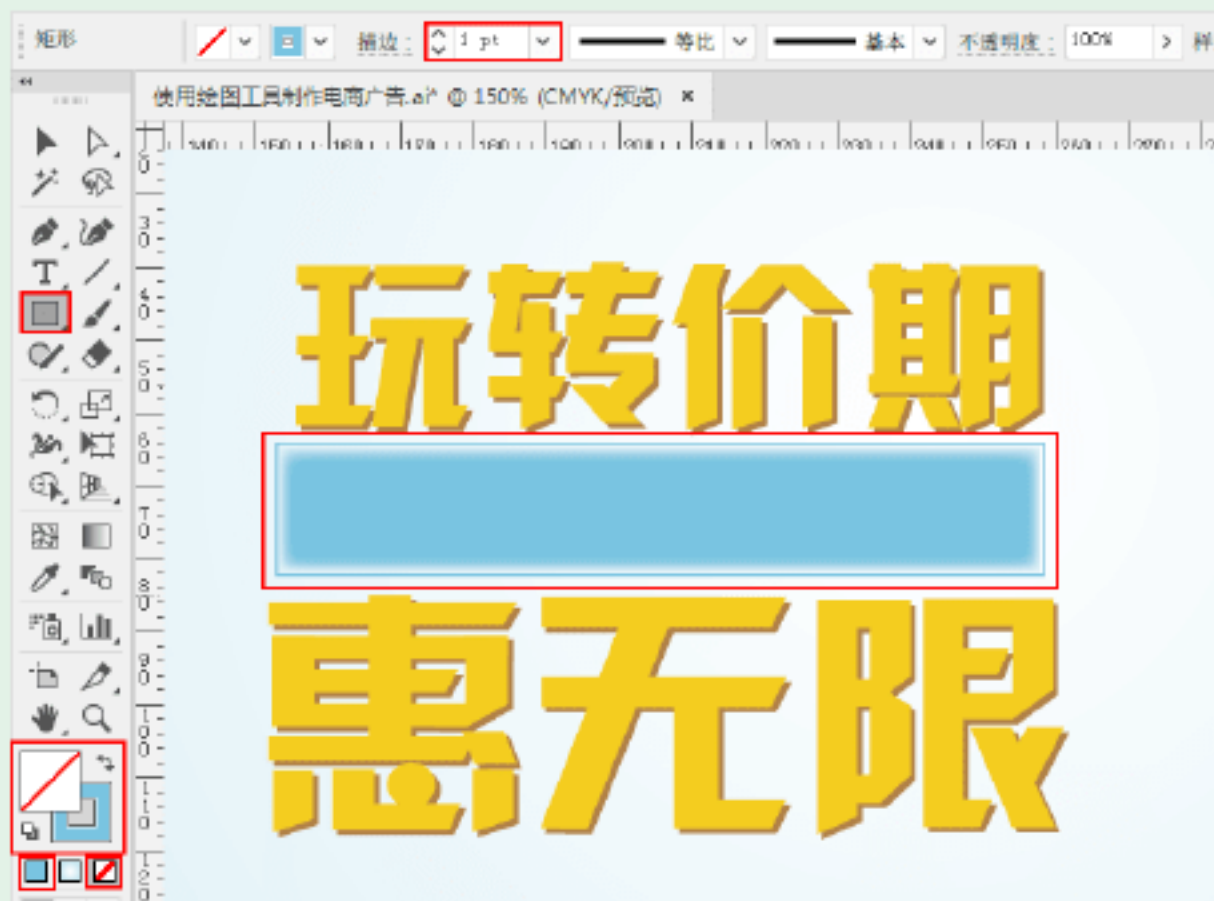 矩形 描边： 1 pt 等比 基本 不透明度： 100% 样
使用绘图工具制作电商广告.ai* @ 150% (CMYK/预览) ×
玩转价期
惠无限